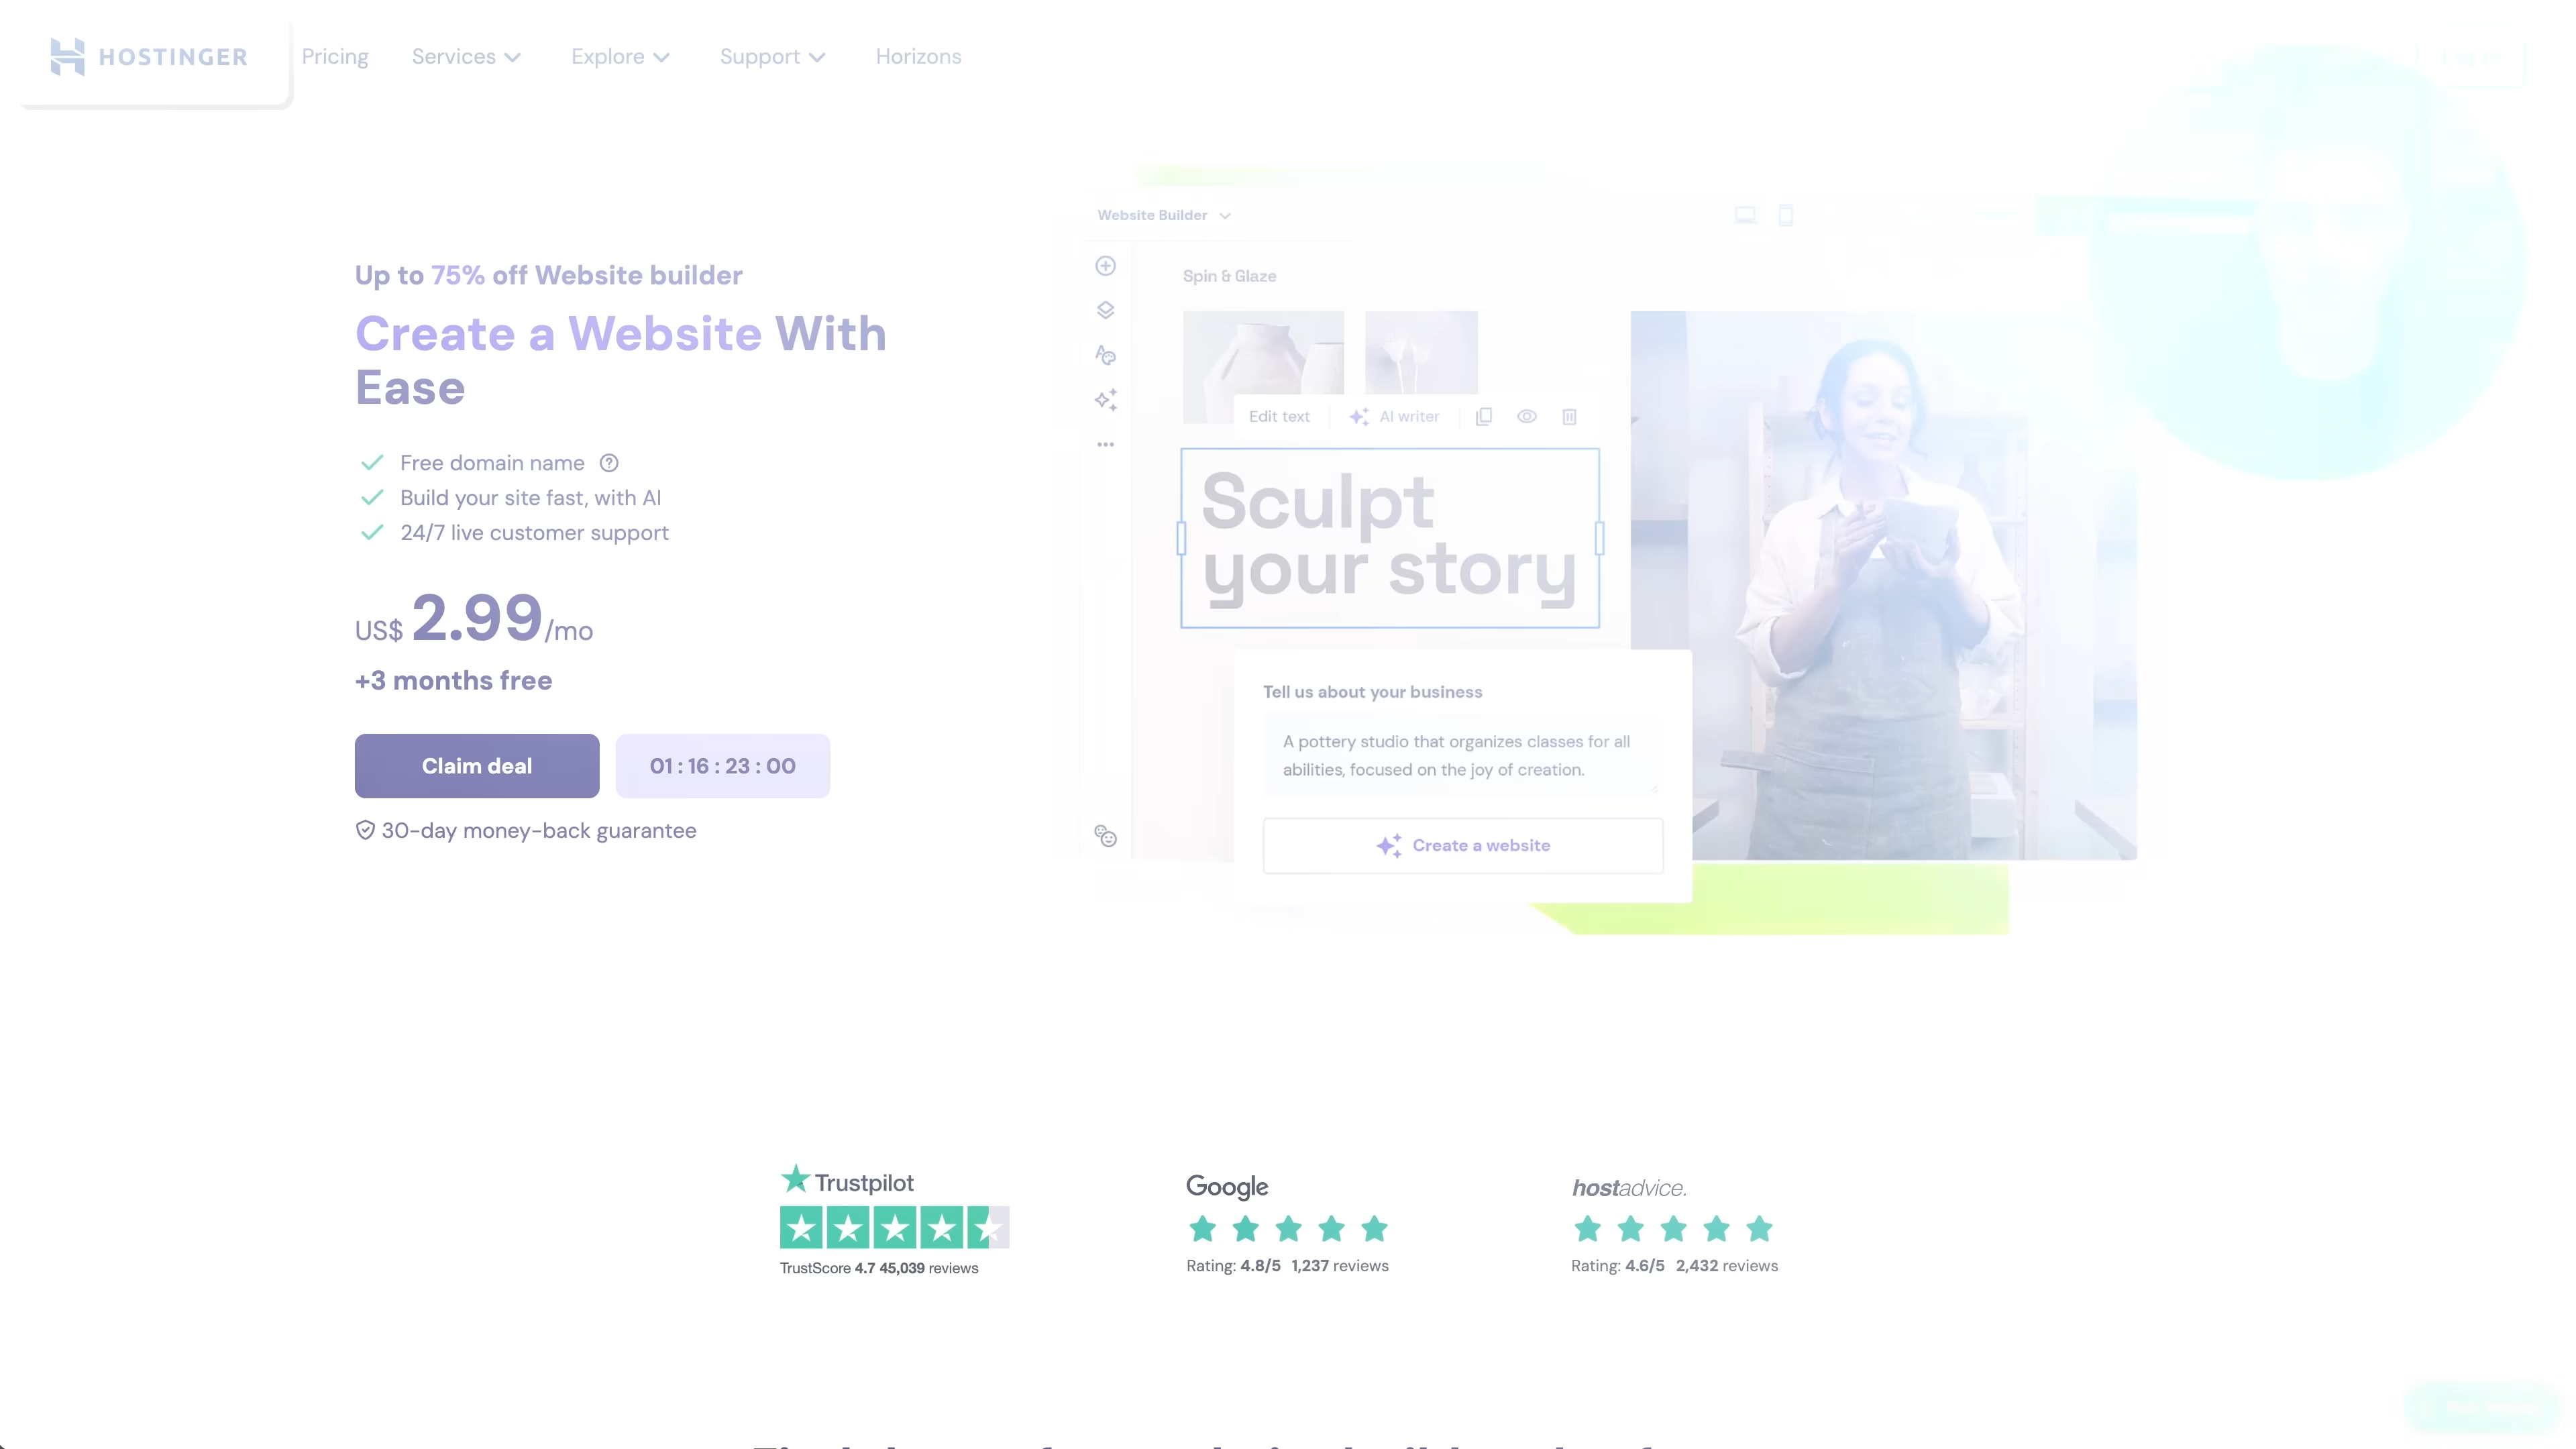 HOSTINGER
Pricing
Services
Explore
Support
Horizons
Up to 75% off Website builder
Create a Website With
Ease
Free domain name
Build your site fast, with AI
24/7 live customer support
US$ 2.99/mo
+3 months free
Claim deal
01 : 16 : 23 : 00
30-day money-back guarantee
Website Builder
Spin & Glaze
Edit text
AI writer
Sculpt
your story
Tell us about your business
A pottery studio that organizes classes for all
abilities, focused on the joy of creation.
Create a website
Trustpilot
TrustScore 4.7 45,039 reviews
Google
Rating: 4.8/5 1,237 reviews
hostadvice.
Rating: 4.6/5 2,432 reviews